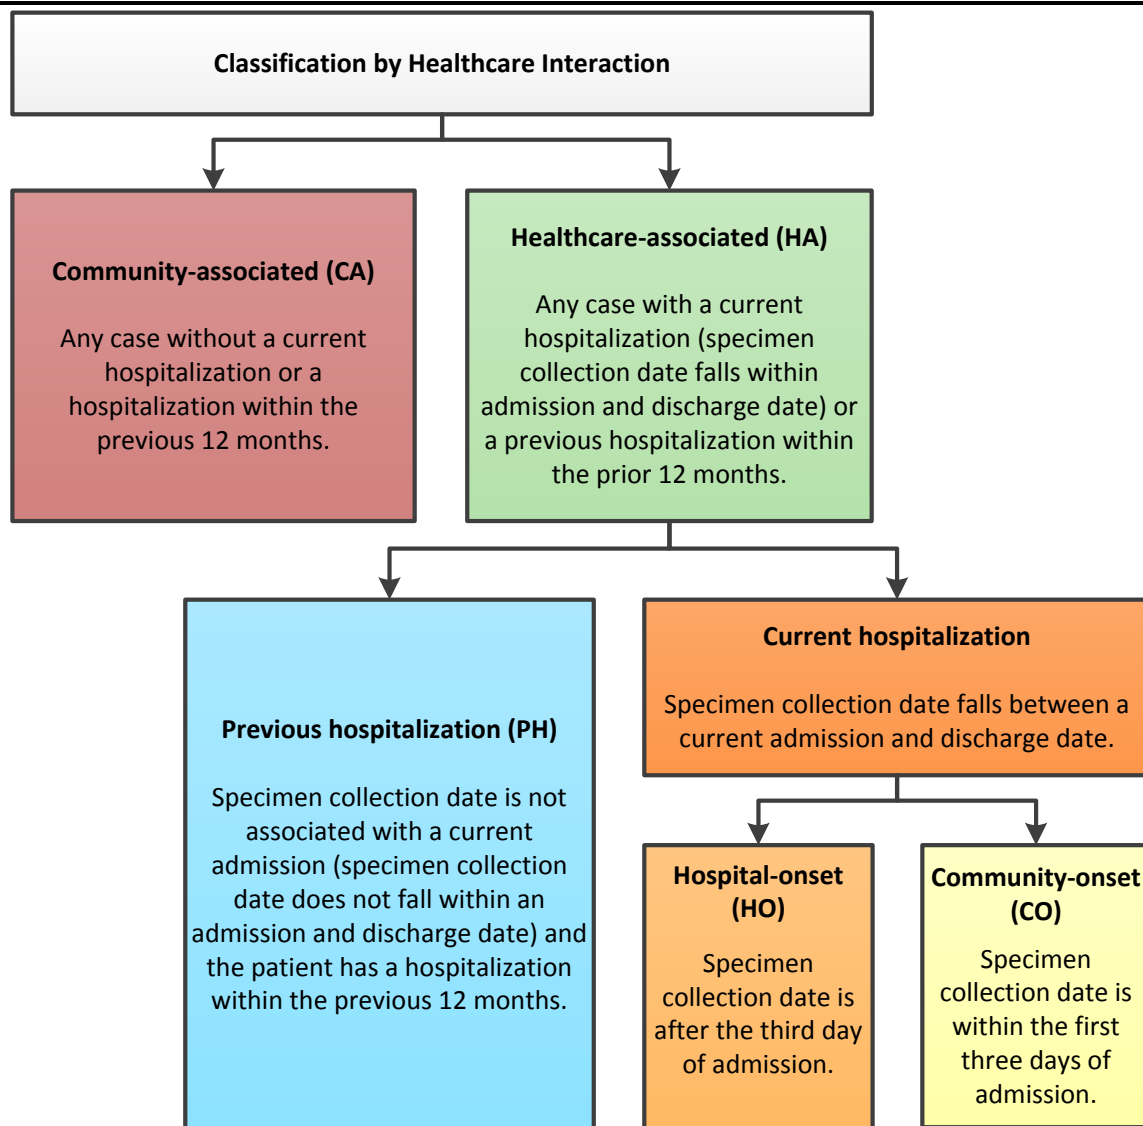 Classification by Healthcare Interaction
Community-associated (CA)
Any case without a current
hospitalization or a
hospitalization within the
previous 12 months.
Healthcare-associated (HA)
Any case with a current
hospitalization (specimen
collection date falls within
admission and discharge date) or
a previous hospitalization within
the prior 12 months.
Previous hospitalization (PH)
Specimen collection date is not
associated with a current
admission (specimen collection
date does not fall within an
admission and discharge date) and
the patient has a hospitalization
within the previous 12 months.
Current hospitalization
Specimen collection date falls between a
current admission and discharge date.
Hospital-onset
(HO)
Specimen
collection date is
after the third day
of admission.
Community-onset
(CO)
Specimen
collection date is
within the first
three days of
admission.